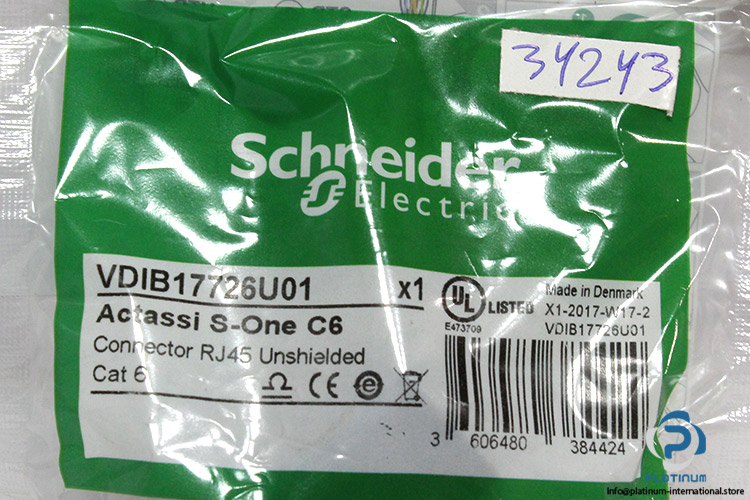 34243
Schneider
Electric
VDIB17726U01 x1
Actassi S-One C6
Connector RJ45 Unshielded
Cat 6
UL LISTED
E473709
Made in Denmark
X1-2017-W17-2
VDIB17726U01
3 606480 384424
PLATINUM
Info@platinum-international.store